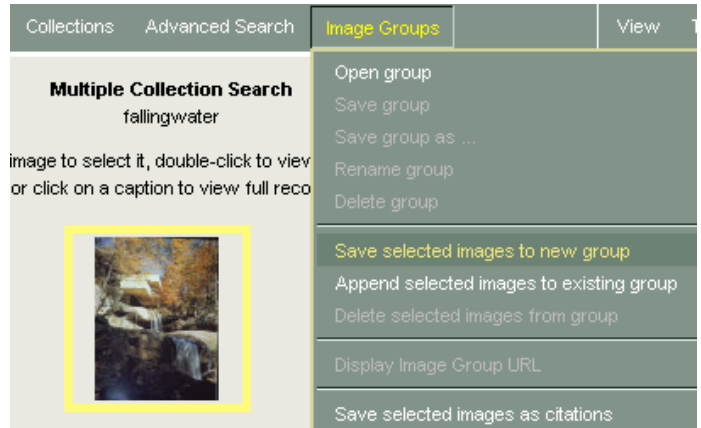 Collections Advanced Search Image Groups View
Multiple Collection Search
fallingwater
image to select it, double-click to view
or click on a caption to view full reco
Open group
Save group
Save group as ...
Rename group
Delete group
Save selected images to new group
Append selected images to existing group
Delete selected images from group
Display Image Group URL
Save selected images as citations